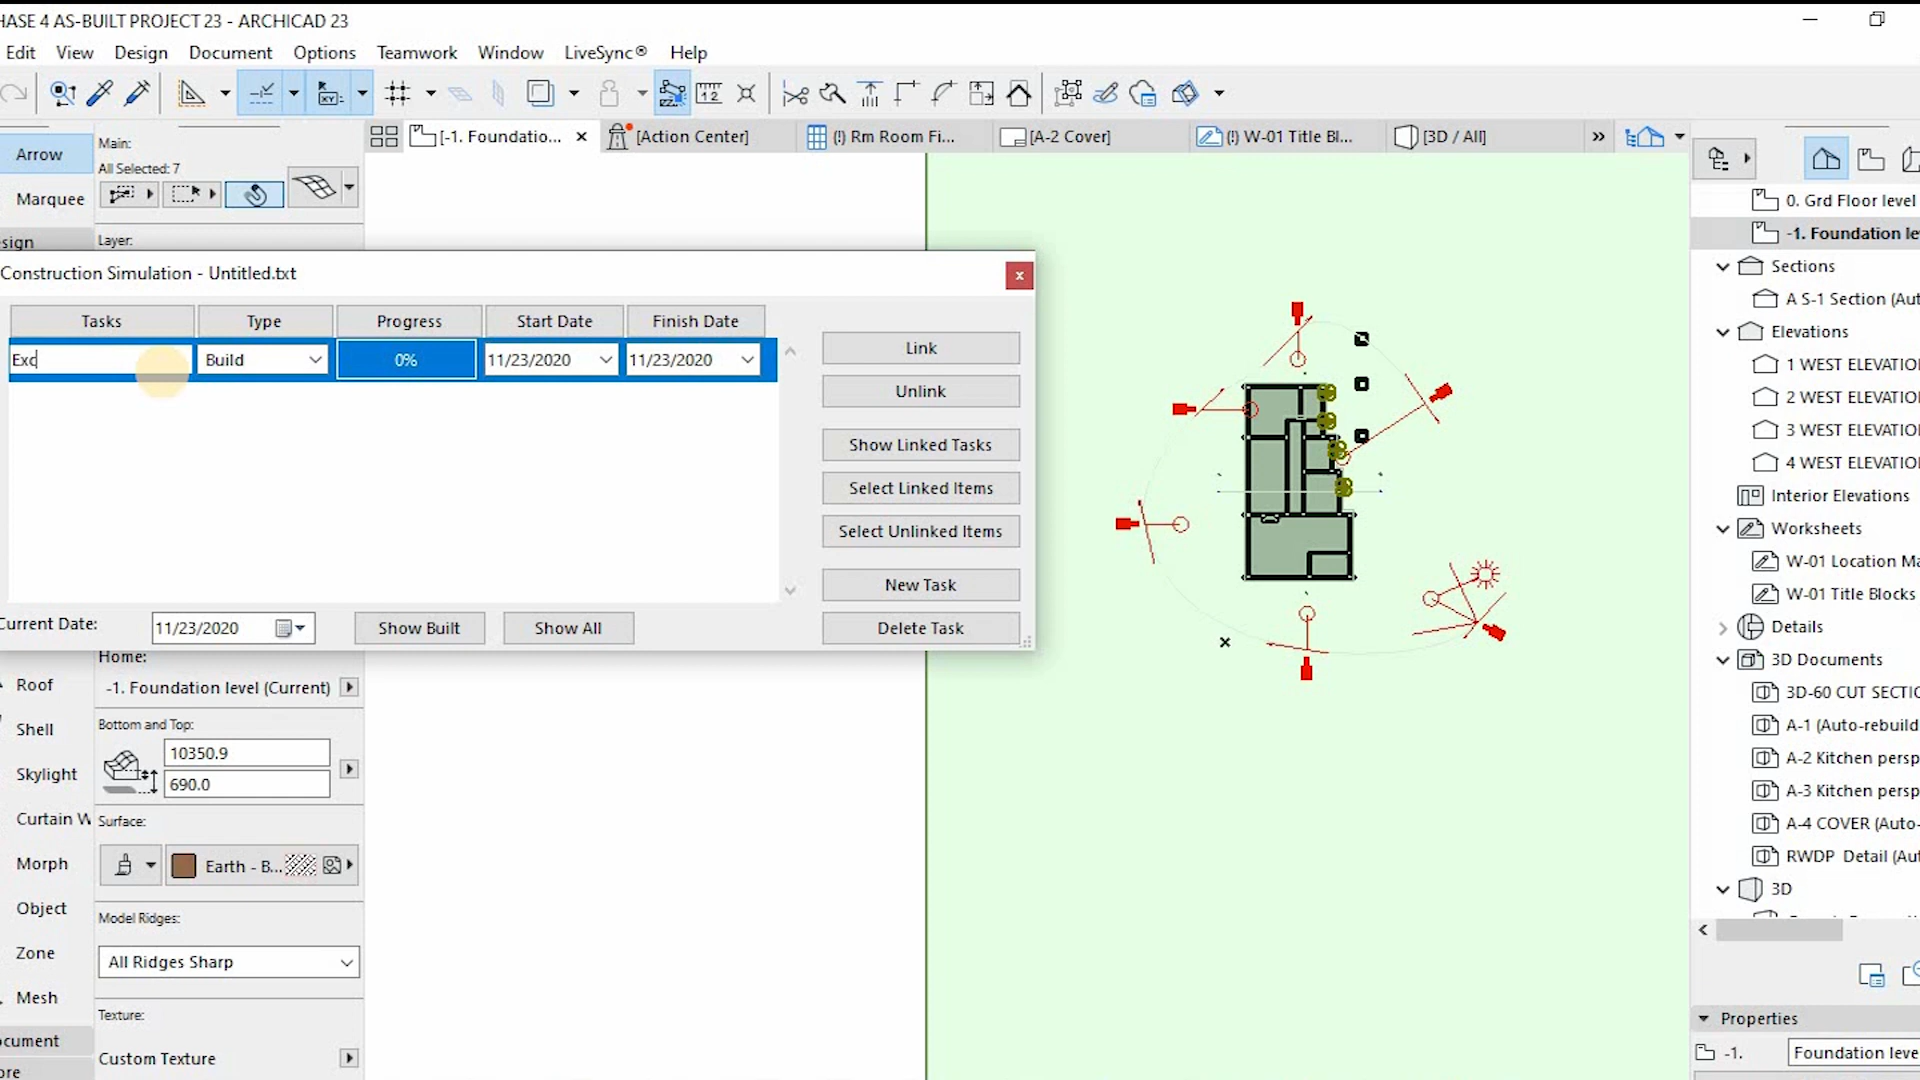 HASE 4 AS-BUILT PROJECT 23 - ARCHICAD 23
Edit View Design Document Options Teamwork Window LiveSync® Help
XY:
12
Arrow
Marquee
sign
Main:
All Selected: 7
Layer:
[-1. Foundatio... ×
[Action Center]
(!) Rm Room Fi...
[A-2 Cover]
(!) W-01 Title Bl...
[3D / All]
Construction Simulation - Untitled.txt
x
Tasks Type Progress Start Date Finish Date
Exc Build 0% 11/23/2020 11/23/2020
Link
Unlink
Show Linked Tasks
Select Linked Items
Select Unlinked Items
New Task
Delete Task
Current Date: 11/23/2020 Show Built Show All
Home:
-1. Foundation level (Current)
Bottom and Top:
10350.9
690.0
Surface:
Earth - B...
Model Ridges:
All Ridges Sharp
Texture:
Custom Texture
Roof
Shell
Skylight
Curtain W
Morph
Object
Zone
Mesh
ocument
ore
0. Grd Floor level
-1. Foundation le
Sections
A S-1 Section (Aut
Elevations
1 WEST ELEVATIO
2 WEST ELEVATIO
3 WEST ELEVATIO
4 WEST ELEVATIO
Interior Elevations
Worksheets
W-01 Location Ma
W-01 Title Blocks
Details
3D Documents
3D-60 CUT SECTIO
A-1 (Auto-rebuild
A-2 Kitchen persp
A-3 Kitchen persp
A-4 COVER (Auto-
RWDP Detail (Aut
3D
Properties
-1. Foundation leve